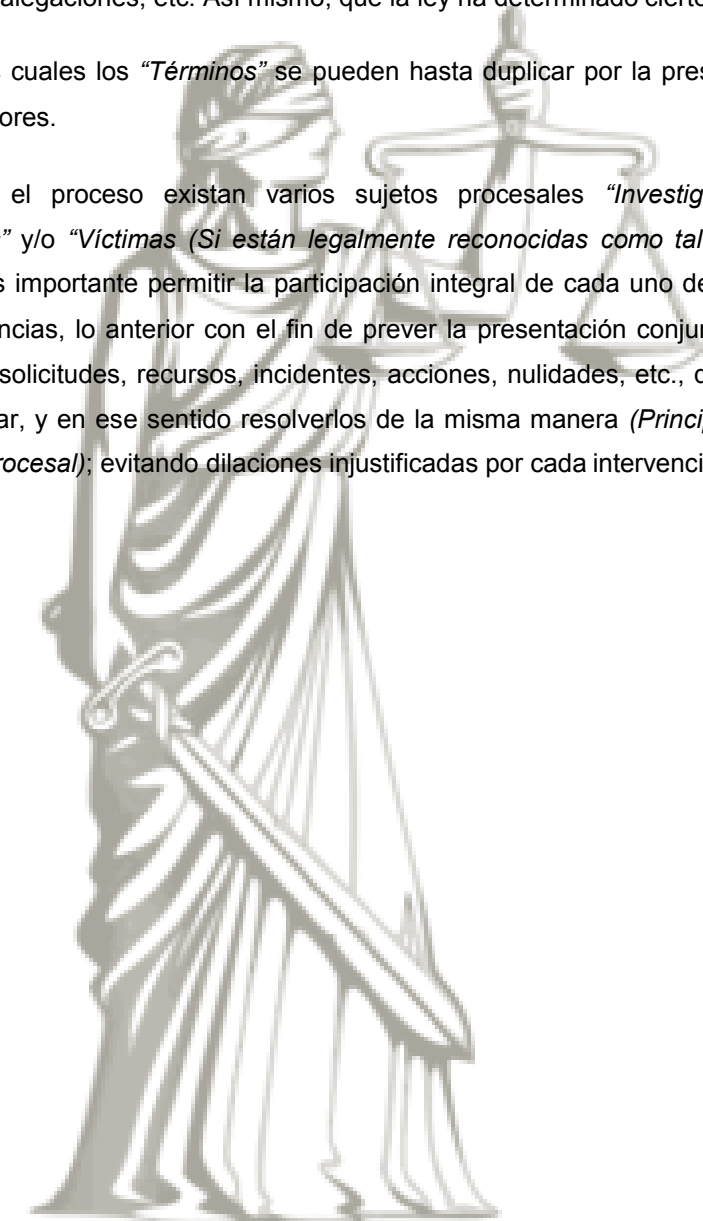 alegaciones, etc. Así mismo, que la ley ha determinado cierto
s cuales los “Términos” se pueden hasta duplicar por la pres
ores.
el proceso existan varios sujetos procesales “Investig
” y/o “Víctimas (Si están legalmente reconocidas como tal
s importante permitir la participación integral de cada uno de
ncias, lo anterior con el fin de prever la presentación conju
solicitudes, recursos, incidentes, acciones, nulidades, etc.,
ar, y en ese sentido resolverlos de la misma manera (Princi
rocesal); evitando dilaciones injustificadas por cada intervenci